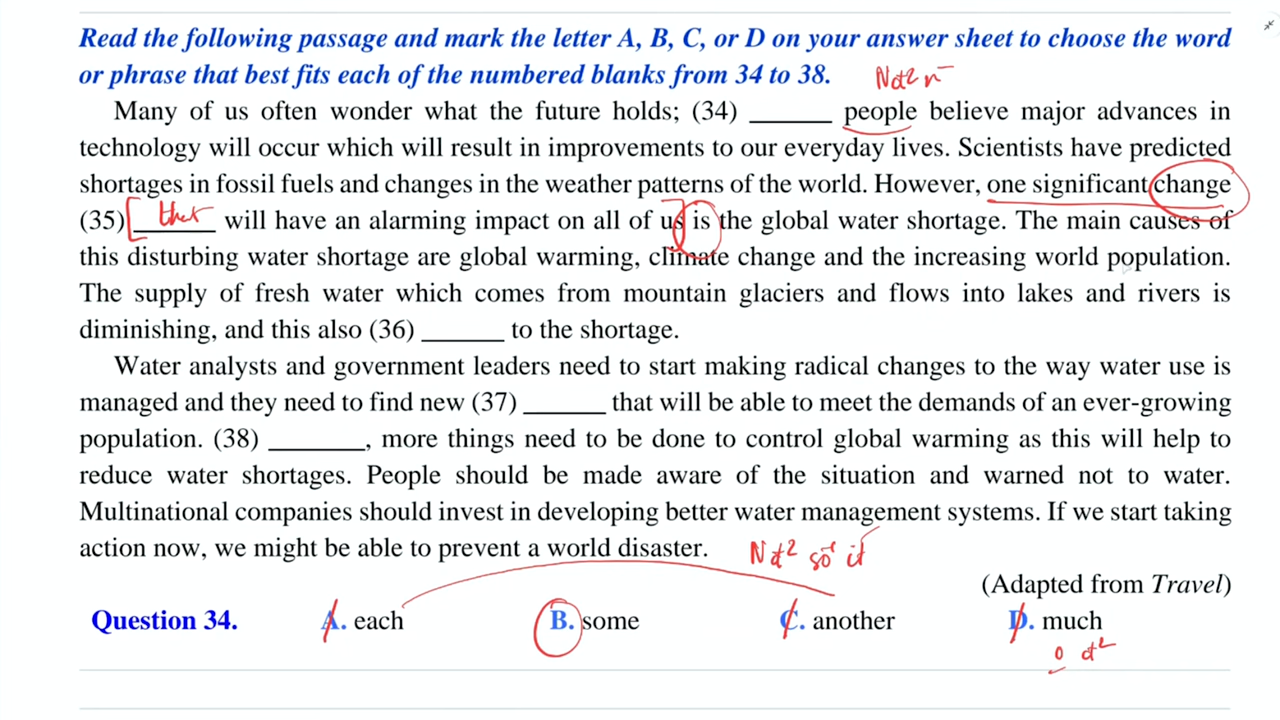 Read the following passage and mark the letter A, B, C, or D on your answer sheet to choose the word
or phrase that best fits each of the numbered blanks from 34 to 38.
Nđ² n
Many of us often wonder what the future holds; (34) ______ people believe major advances in
technology will occur which will result in improvements to our everyday lives. Scientists have predicted
shortages in fossil fuels and changes in the weather patterns of the world. However, one significant change
(35) that ______ will have an alarming impact on all of us is the global water shortage. The main causes of
this disturbing water shortage are global warming, climate change and the increasing world population.
The supply of fresh water which comes from mountain glaciers and flows into lakes and rivers is
diminishing, and this also (36) ______ to the shortage.
Water analysts and government leaders need to start making radical changes to the way water use is
managed and they need to find new (37) ______ that will be able to meet the demands of an ever-growing
population. (38) _______, more things need to be done to control global warming as this will help to
reduce water shortages. People should be made aware of the situation and warned not to water.
Multinational companies should invest in developing better water management systems. If we start taking
action now, we might be able to prevent a world disaster.
Nđ² số ít
(Adapted from Travel)
Question 34. A. each B. some C. another D. much
0 đ²